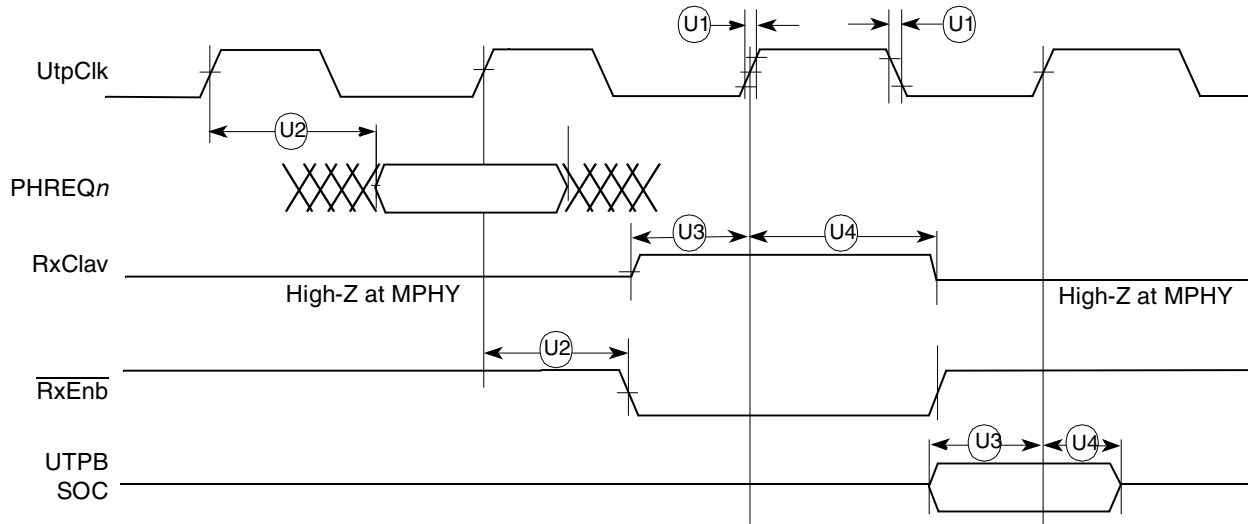 U1
U1
UtpClk
U2
PHREQn
U3
U4
RxClav
High-Z at MPHY
High-Z at MPHY
U2
RxEnb
U3
U4
UTPB
SOC